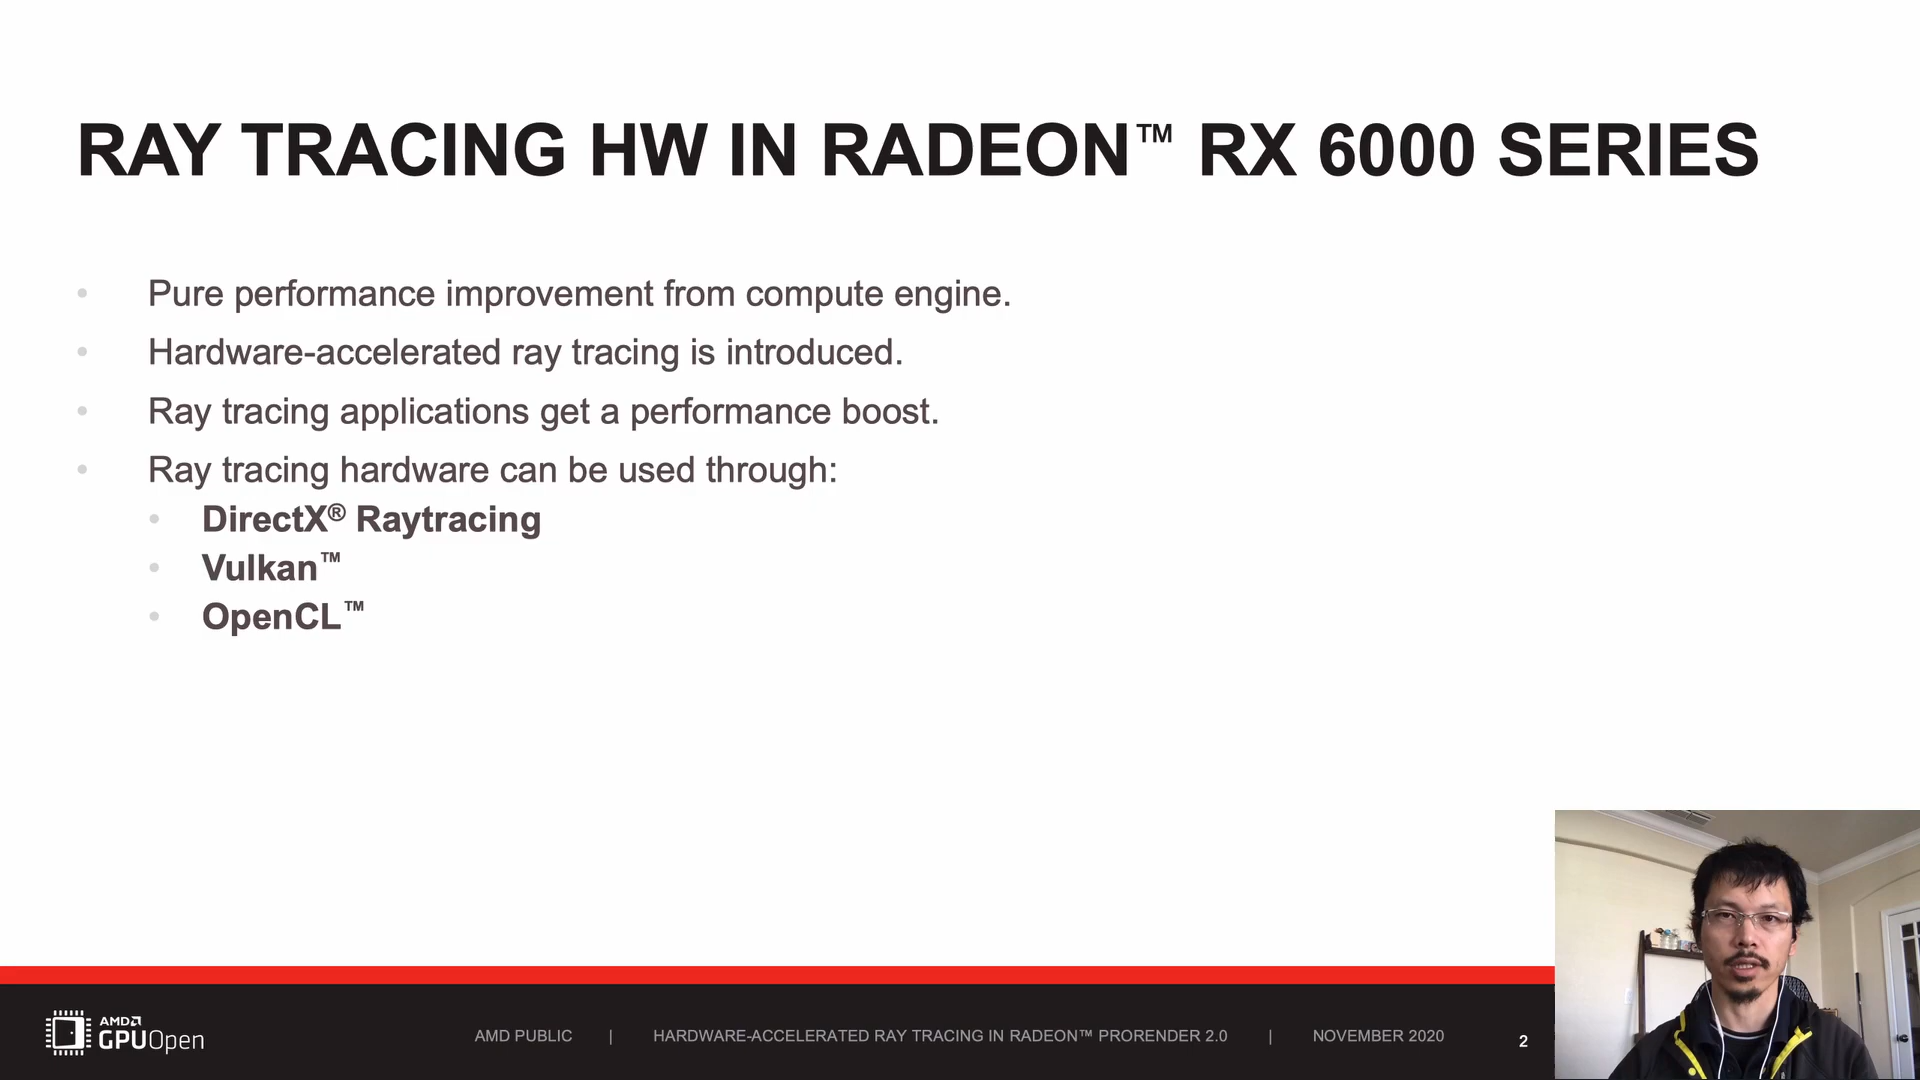 RAY TRACING HW IN RADEON™ RX 6000 SERIES
• Pure performance improvement from compute engine.
• Hardware-accelerated ray tracing is introduced.
• Ray tracing applications get a performance boost.
• Ray tracing hardware can be used through:
• DirectX® Raytracing
• Vulkan™
• OpenCL™
AMD
GPUOpen
AMD PUBLIC | HARDWARE-ACCELERATED RAY TRACING IN RADEON™ PRORENDER 2.0 | NOVEMBER 2020 2